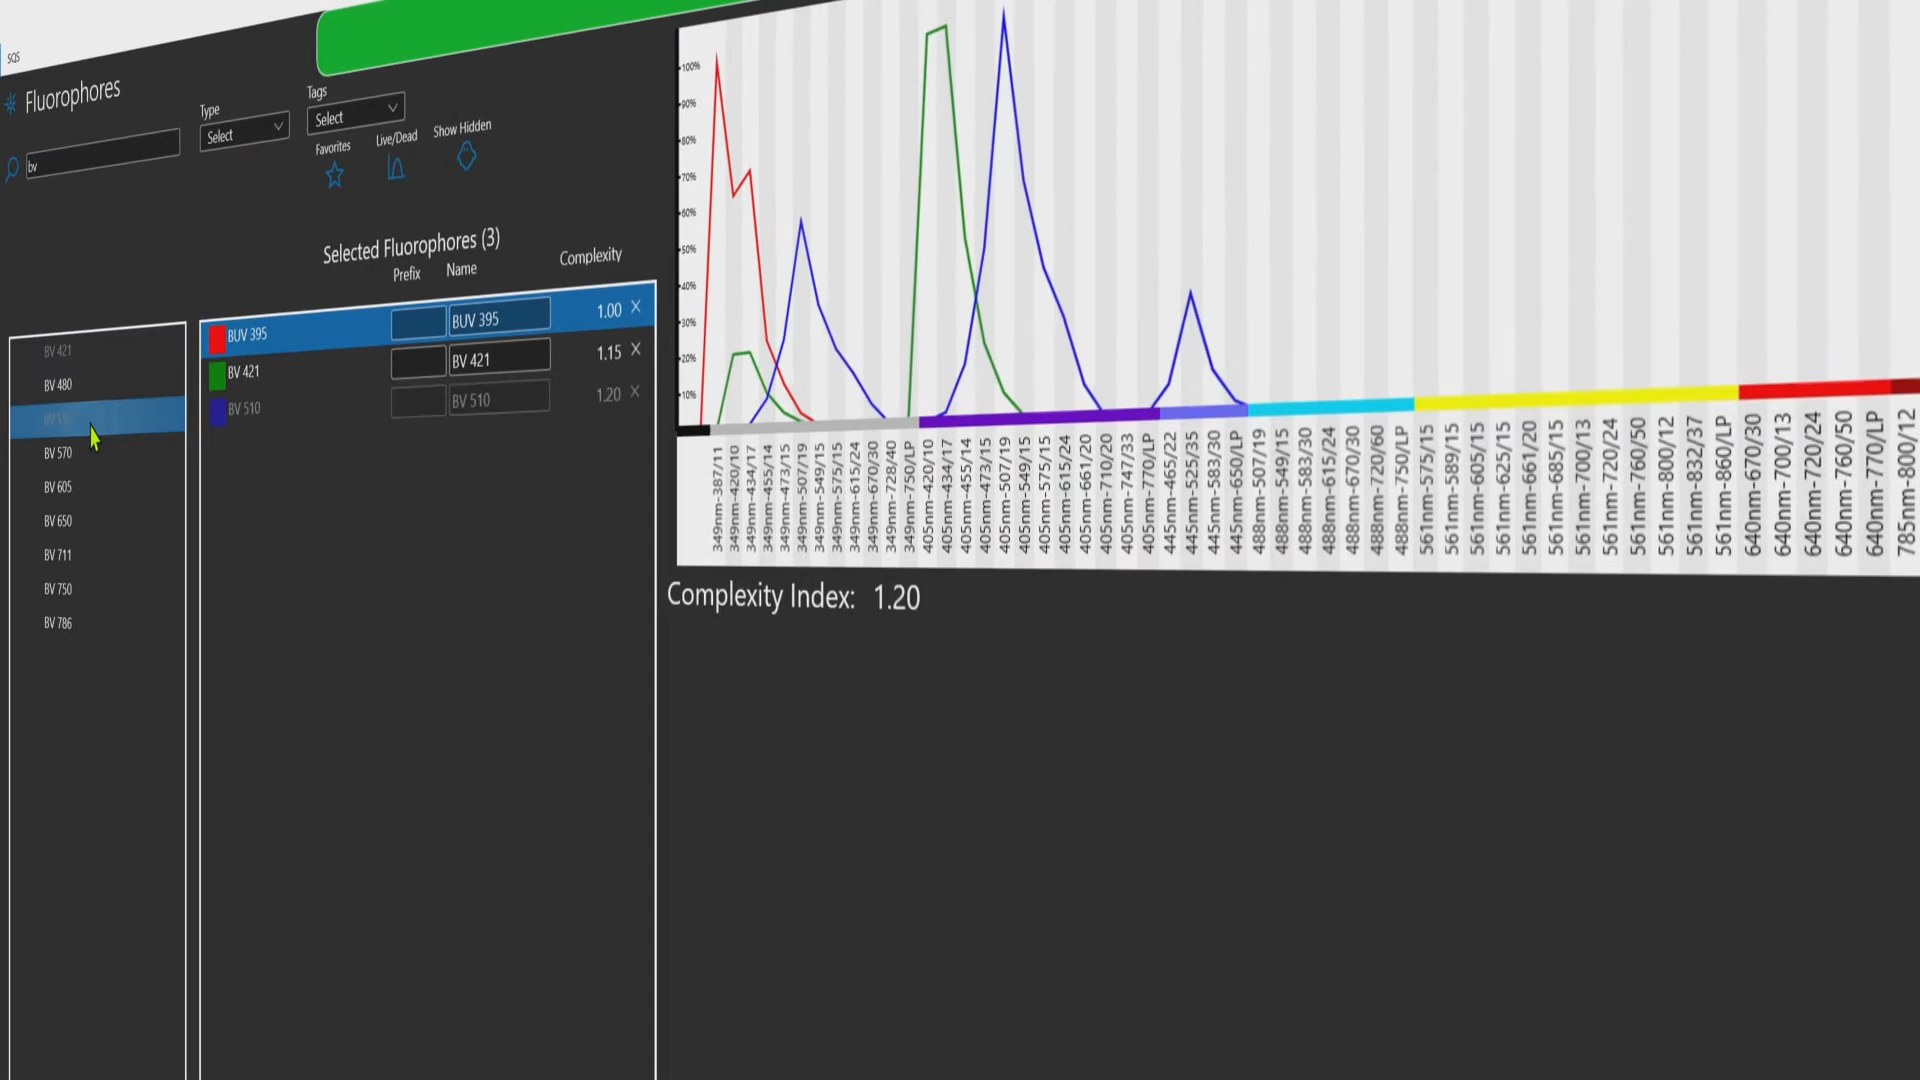 SQS
Fluorophores
Type
Select
Tags
Select
bv
Favorites
Live/Dead
Show Hidden
BV 421
BV 480
BV 570
BV 605
BV 650
BV 711
BV 750
BV 786
Selected Fluorophores (3)
Prefix Name Complexity
BUV 395 BUV 395 1.00 ×
BV 421 BV 421 1.15 ×
BV 510 BV 510 1.20 ×
100%
90%
80%
70%
60%
50%
40%
30%
20%
10%
349nm-387/11
349nm-420/10
349nm-434/17
349nm-455/14
349nm-473/15
349nm-507/19
349nm-549/15
349nm-575/15
349nm-615/24
349nm-670/30
349nm-728/40
349nm-750/LP
405nm-420/10
405nm-434/17
405nm-455/14
405nm-473/15
405nm-507/19
405nm-549/15
405nm-575/15
405nm-615/24
405nm-661/20
405nm-710/20
405nm-747/33
405nm-770/LP
445nm-465/22
445nm-525/35
445nm-583/30
445nm-650/LP
488nm-507/19
488nm-549/15
488nm-583/30
488nm-615/24
488nm-670/30
488nm-720/60
488nm-750/LP
561nm-575/15
561nm-589/15
561nm-605/15
561nm-625/15
561nm-661/20
561nm-685/15
561nm-700/13
561nm-720/24
561nm-760/50
561nm-800/12
561nm-832/37
561nm-860/LP
640nm-670/30
640nm-700/13
640nm-720/24
640nm-760/50
640nm-770/LP
785nm-800/12
Complexity Index: 1.20